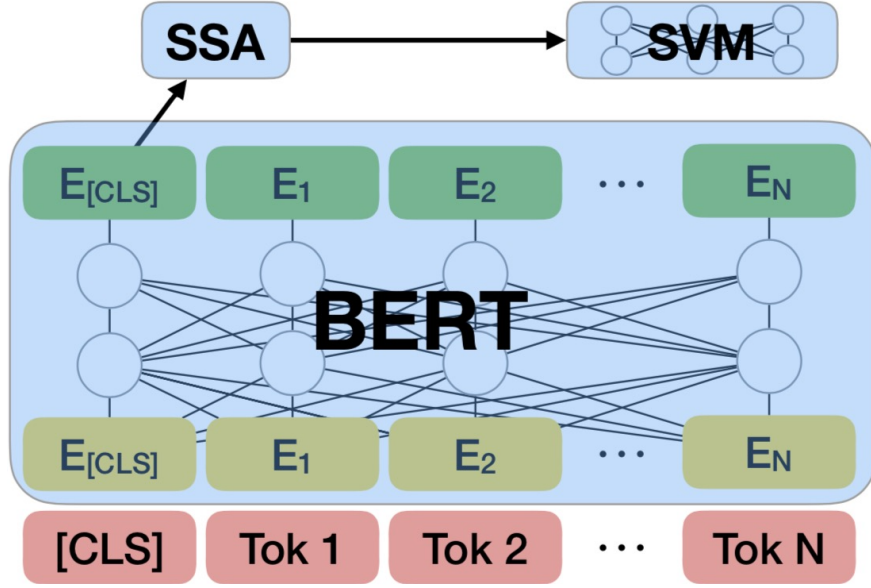 SSA SVM
E[CLS] E1 E2 ... EN
BERT
E[CLS] E1 E2 ... EN
[CLS] Tok 1 Tok 2 ... Tok N